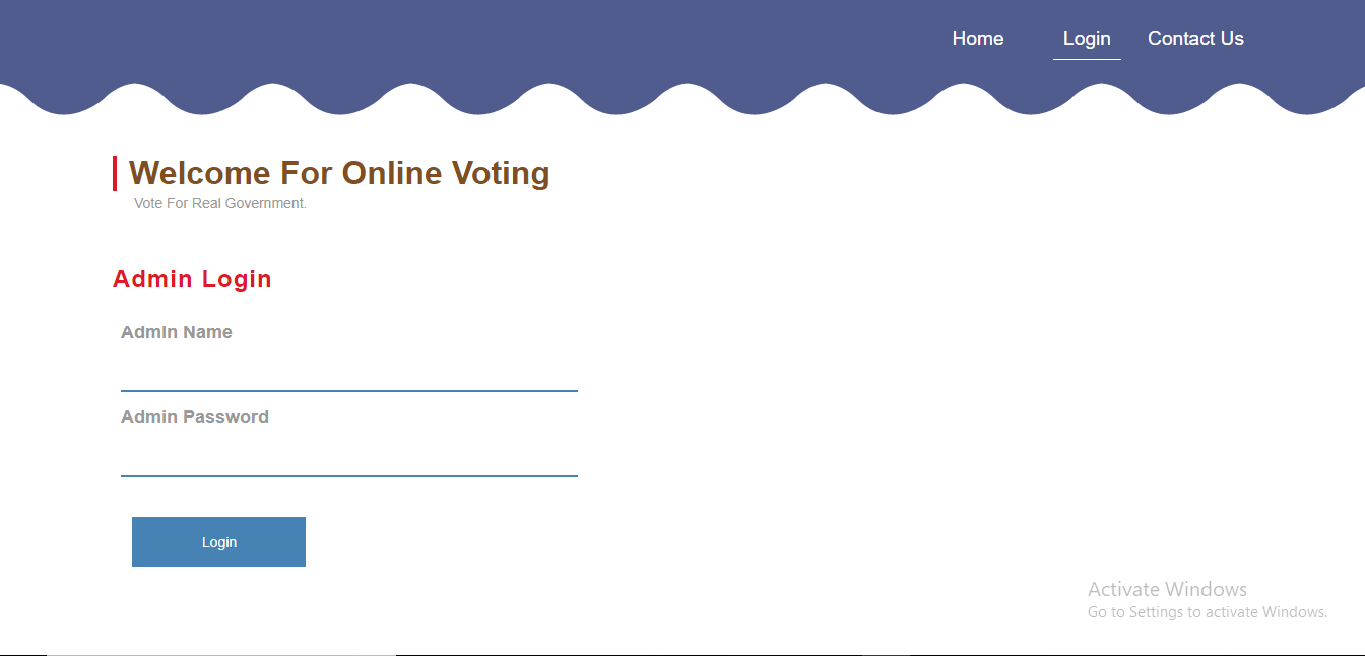 Home Login Contact Us
Welcome For Online Voting
Vote For Real Government.
Admin Login
AdmIn Name
Admin Password
Login
Activate Windows
Go to Settings to activate Windows.